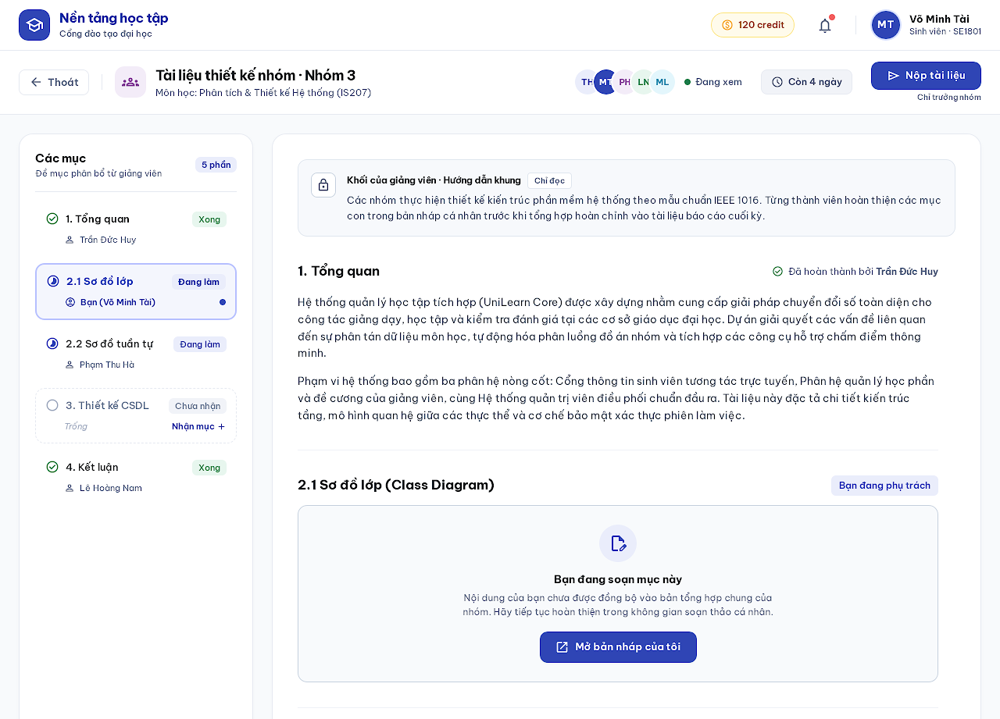 Nền tảng học tập
Cổng đào tạo đại học
120 credit
MT
Võ Minh Tài
Sinh viên · SE1801
Thoát
Tài liệu thiết kế nhóm · Nhóm 3
Môn học: Phân tích & Thiết kế Hệ thống (IS207)
TH
MT
PH
LN
ML
Đang xem
Còn 4 ngày
Nộp tài liệu
Chỉ trưởng nhóm
Các mục
Đề mục phân bổ từ giảng viên
5 phần
1. Tổng quan
Xong
Trần Đức Huy
2.1 Sơ đồ lớp
Đang làm
Bạn (Võ Minh Tài)
2.2 Sơ đồ tuần tự
Đang làm
Phạm Thu Hà
3. Thiết kế CSDL
Chưa nhận
Trống
Nhận mục +
4. Kết luận
Xong
Lê Hoàng Nam
Khối của giảng viên · Hướng dẫn khung
Chỉ đọc
Các nhóm thực hiện thiết kế kiến trúc phần mềm hệ thống theo mẫu chuẩn IEEE 1016. Từng thành viên hoàn thiện các mục
con trong bản nháp cá nhân trước khi tổng hợp hoàn chỉnh vào tài liệu báo cáo cuối kỳ.
1. Tổng quan
Đã hoàn thành bởi Trần Đức Huy
Hệ thống quản lý học tập tích hợp (UniLearn Core) được xây dựng nhằm cung cấp giải pháp chuyển đổi số toàn diện cho
công tác giảng dạy, học tập và kiểm tra đánh giá tại các cơ sở giáo dục đại học. Dự án giải quyết các vấn đề liên quan
đến sự phân tán dữ liệu môn học, tự động hóa phân luồng đồ án nhóm và tích hợp các công cụ hỗ trợ chấm điểm thông
minh.
Phạm vi hệ thống bao gồm ba phân hệ nòng cốt: Cổng thông tin sinh viên tương tác trực tuyến, Phân hệ quản lý học phần
và đề cương của giảng viên, cùng Hệ thống quản trị viên điều phối chuẩn đầu ra. Tài liệu này đặc tả chi tiết kiến trúc
tầng, mô hình quan hệ giữa các thực thể và cơ chế bảo mật xác thực phiên làm việc.
2.1 Sơ đồ lớp (Class Diagram)
Bạn đang phụ trách
Bạn đang soạn mục này
Nội dung của bạn chưa được đồng bộ vào bản tổng hợp chung của
nhóm. Hãy tiếp tục hoàn thiện trong không gian soạn thảo cá nhân.
Mở bản nháp của tôi